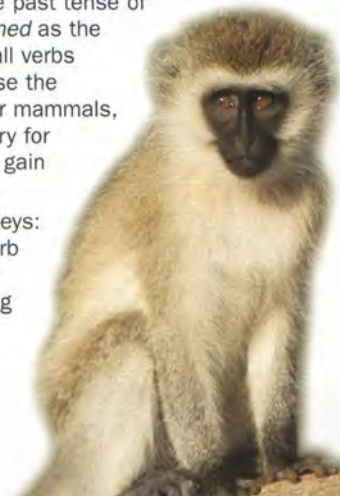 past tense of
ned as the
all verbs
se the
r mammals,
ry for
gain
eys:
rb
g